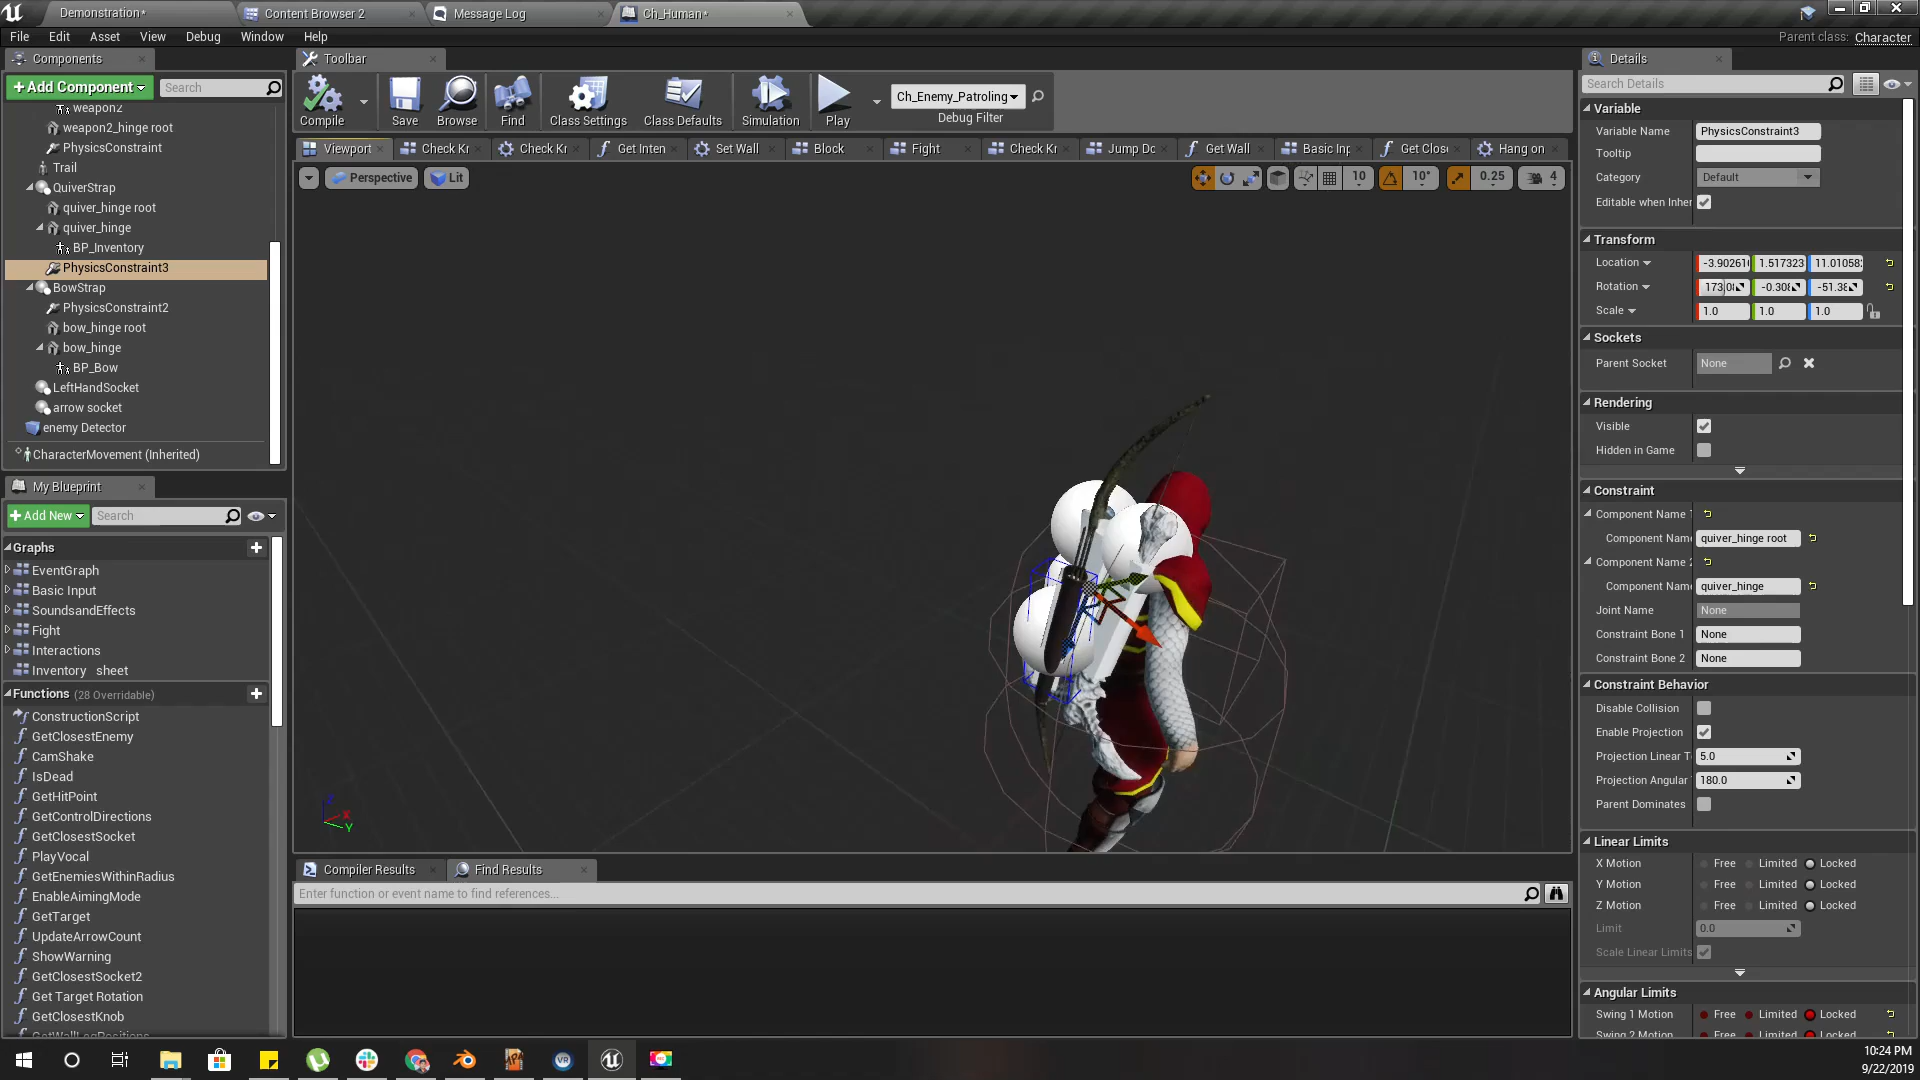 Demonstration*
Content Browser 2
Message Log
Ch_Human*
File Edit Asset View Debug Window Help
Parent class: Character
Components
+ Add Component
Search
weapon2
weapon2_hinge root
PhysicsConstraint
Trail
QuiverStrap
quiver_hinge root
quiver_hinge
BP_Inventory
PhysicsConstraint3
BowStrap
PhysicsConstraint2
bow_hinge root
bow_hinge
BP_Bow
LeftHandSocket
arrow socket
enemy Detector
CharacterMovement (Inherited)
My Blueprint
+ Add New
Search
Graphs
EventGraph
Basic Input
SoundsandEffects
Fight
Interactions
Inventory sheet
Functions (28 Overridable)
ConstructionScript
GetClosestEnemy
CamShake
IsDead
GetHitPoint
GetControlDirections
GetClosestSocket
PlayVocal
GetEnemiesWithinRadius
EnableAimingMode
GetTarget
UpdateArrowCount
ShowWarning
GetClosestSocket2
Get Target Rotation
GetClosestKnob
GetWallLegPositions
Toolbar
Compile
Save
Browse
Find
Class Settings
Class Defaults
Simulation
Play
Ch_Enemy_Patroling
Debug Filter
Viewport
Check Kr
Check Kr
Get Inten
Set Wall
Block
Fight
Check Kr
Jump Dc
Get Wall
Basic Inp
Get Close
Hang on
Perspective
Lit
10
10°
0.25
4
Z
X
Y
Compiler Results
Find Results
Enter function or event name to find references...
Details
Search Details
Variable
Variable Name PhysicsConstraint3
Tooltip
Category Default
Editable when Inher
Transform
Location -3.90261 1.517323 11.01058
Rotation 173.08 -0.308 -51.38
Scale 1.0 1.0 1.0
Sockets
Parent Socket None
Rendering
Visible
Hidden in Game
Constraint
Component Name 1
Component Name quiver_hinge root
Component Name 2
Component Name quiver_hinge
Joint Name None
Constraint Bone 1 None
Constraint Bone 2 None
Constraint Behavior
Disable Collision
Enable Projection
Projection Linear T 5.0
Projection Angular 180.0
Parent Dominates
Linear Limits
X Motion Free Limited Locked
Y Motion Free Limited Locked
Z Motion Free Limited Locked
Limit 0.0
Scale Linear Limits
Angular Limits
Swing 1 Motion Free Limited Locked
Swing 2 Motion Free Limited Locked
10:24 PM
9/22/2019